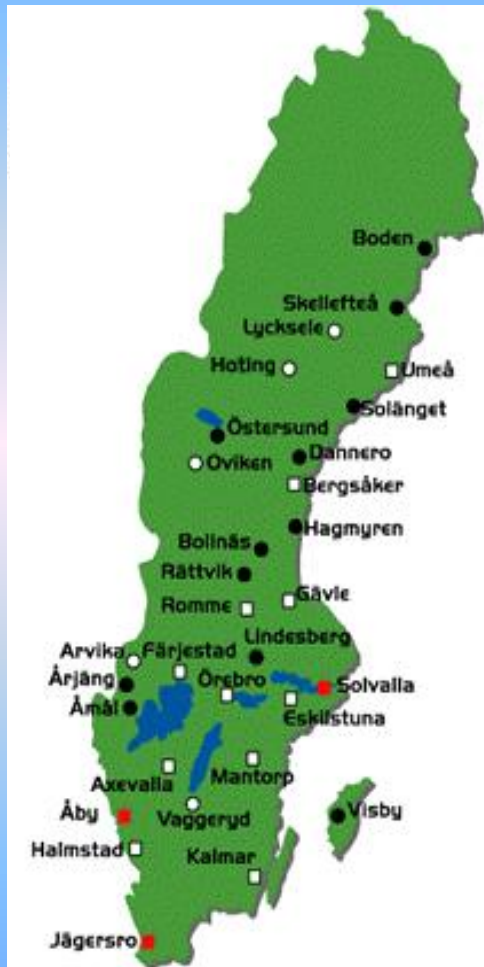 Boden
Skellefteå
Lycksele
Hoting
Umeå
Solänget
Östersund
Dannero
Oviken
Bergsåker
Hagmyren
Bollnäs
Rättvik
Gävle
Romme
Lindesberg
Arvika Färjestad
Årjäng
Örebro
Solvalla
Åmål
Eskilstuna
Axevalla
Mantorp
Åby
Vaggeryd
Visby
Halmstad
Kalmar
Jägersro